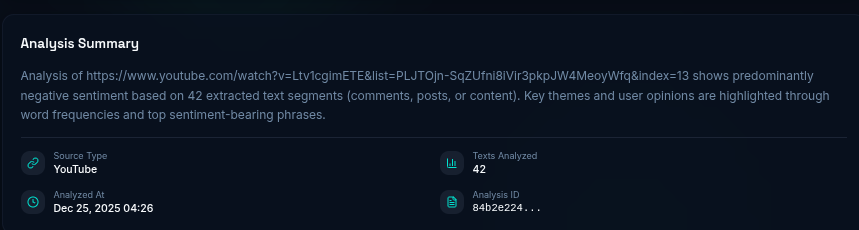 Analysis Summary
Analysis of https://www.youtube.com/watch?v=Ltv1cgimETE&list=PLJTOjn-SqZUfni8iVir3pkpJW4MeoyWfq&index=13 shows predominantly
negative sentiment based on 42 extracted text segments (comments, posts, or content). Key themes and user opinions are highlighted through
word frequencies and top sentiment-bearing phrases.
Source Type
YouTube
Texts Analyzed
42
Analyzed At
Dec 25, 2025 04:26
Analysis ID
84b2e224...